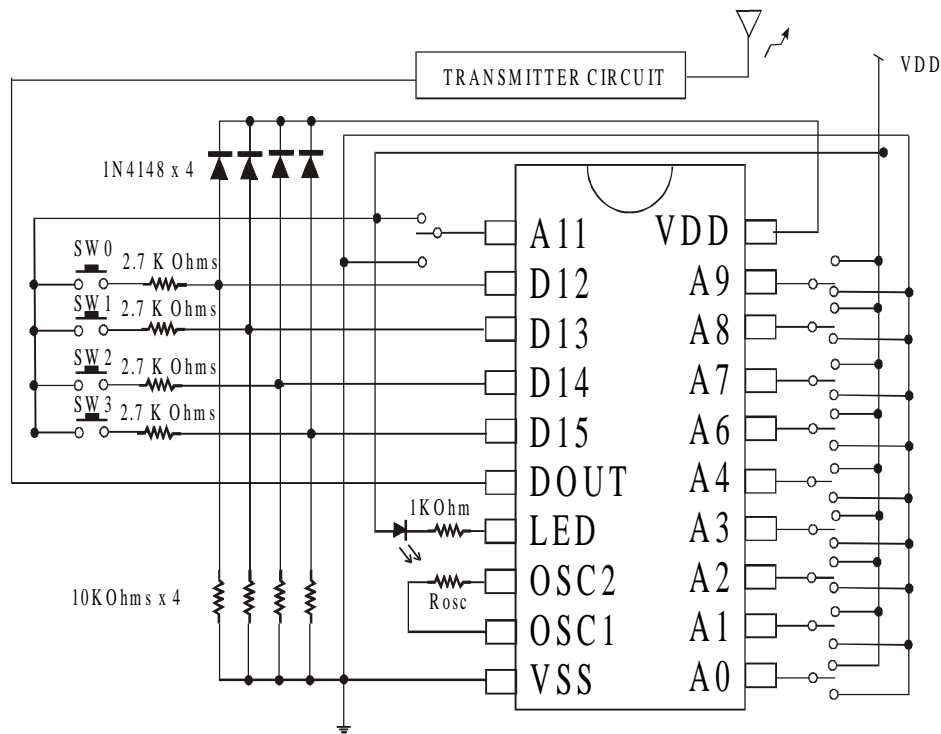 VDD
TRANSMITTER CIRCUIT
1N4148 x 4
SW0
2.7 K Ohms
SW1
2.7 K Ohms
SW2
2.7 K Ohms
SW3
2.7 K Ohms
1KOhm
Rosc
10KOhms x 4
A11
D12
D13
D14
D15
DOUT
LED
OSC2
OSC1
VSS
VDD
A9
A8
A7
A6
A4
A3
A2
A1
A0